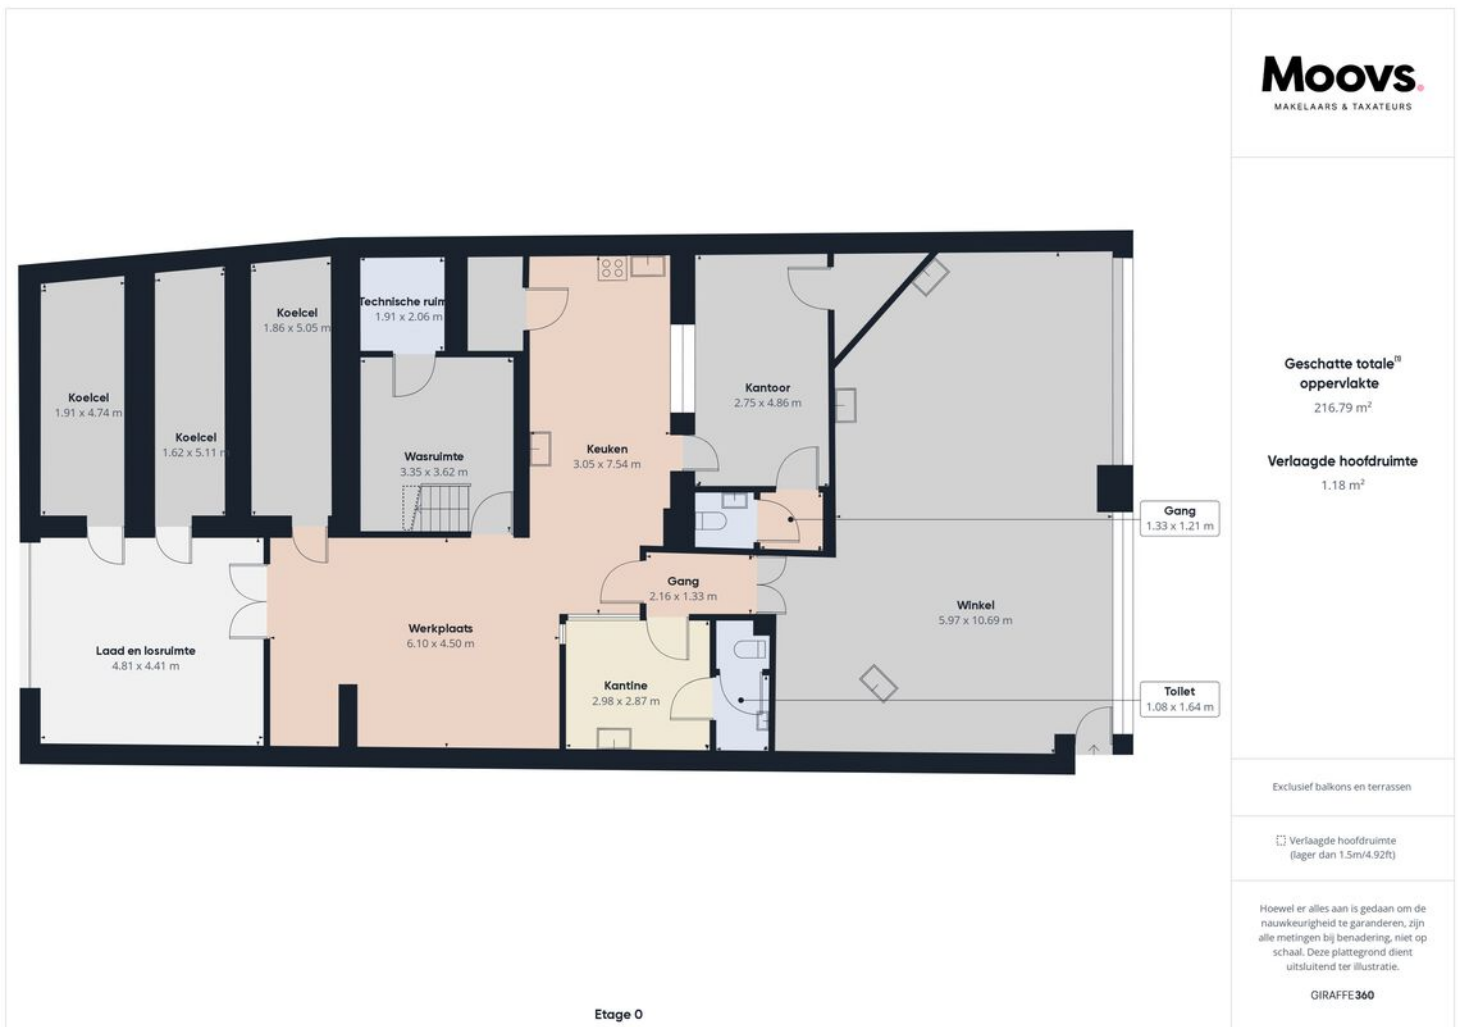 Moovs.
MAKELAARS & TAXATEURS
Koelcel
1.91 x 4.74 m
Koelcel
1.62 x 5.11 m
Koelcel
1.86 x 5.05 m
Technische ruim
1.91 x 2.06 m
Wasruimte
3.35 x 3.62 m
Keuken
3.05 x 7.54 m
Kantoor
2.75 x 4.86 m
Gang
1.33 x 1.21 m
Gang
2.16 x 1.33 m
Winkel
5.97 x 10.69 m
Laad en losruimte
4.81 x 4.41 m
Werkplaats
6.10 x 4.50 m
Kantine
2.98 x 2.87 m
Toilet
1.08 x 1.64 m
Etage 0
Geschatte totale
oppervlakte
216.79 m²
Verlaagde hoofdruimte
1.18 m²
Exclusief balkons en terrassen
Verlaagde hoofdruimte
(lager dan 1.5m/4.92ft)
Hoewel er alles aan is gedaan om de
nauwkeurigheid te garanderen, zijn
alle metingen bij benadering, niet op
schaal. Deze plattegrond dient
uitsluitend ter illustratie.
GIRAFFE360